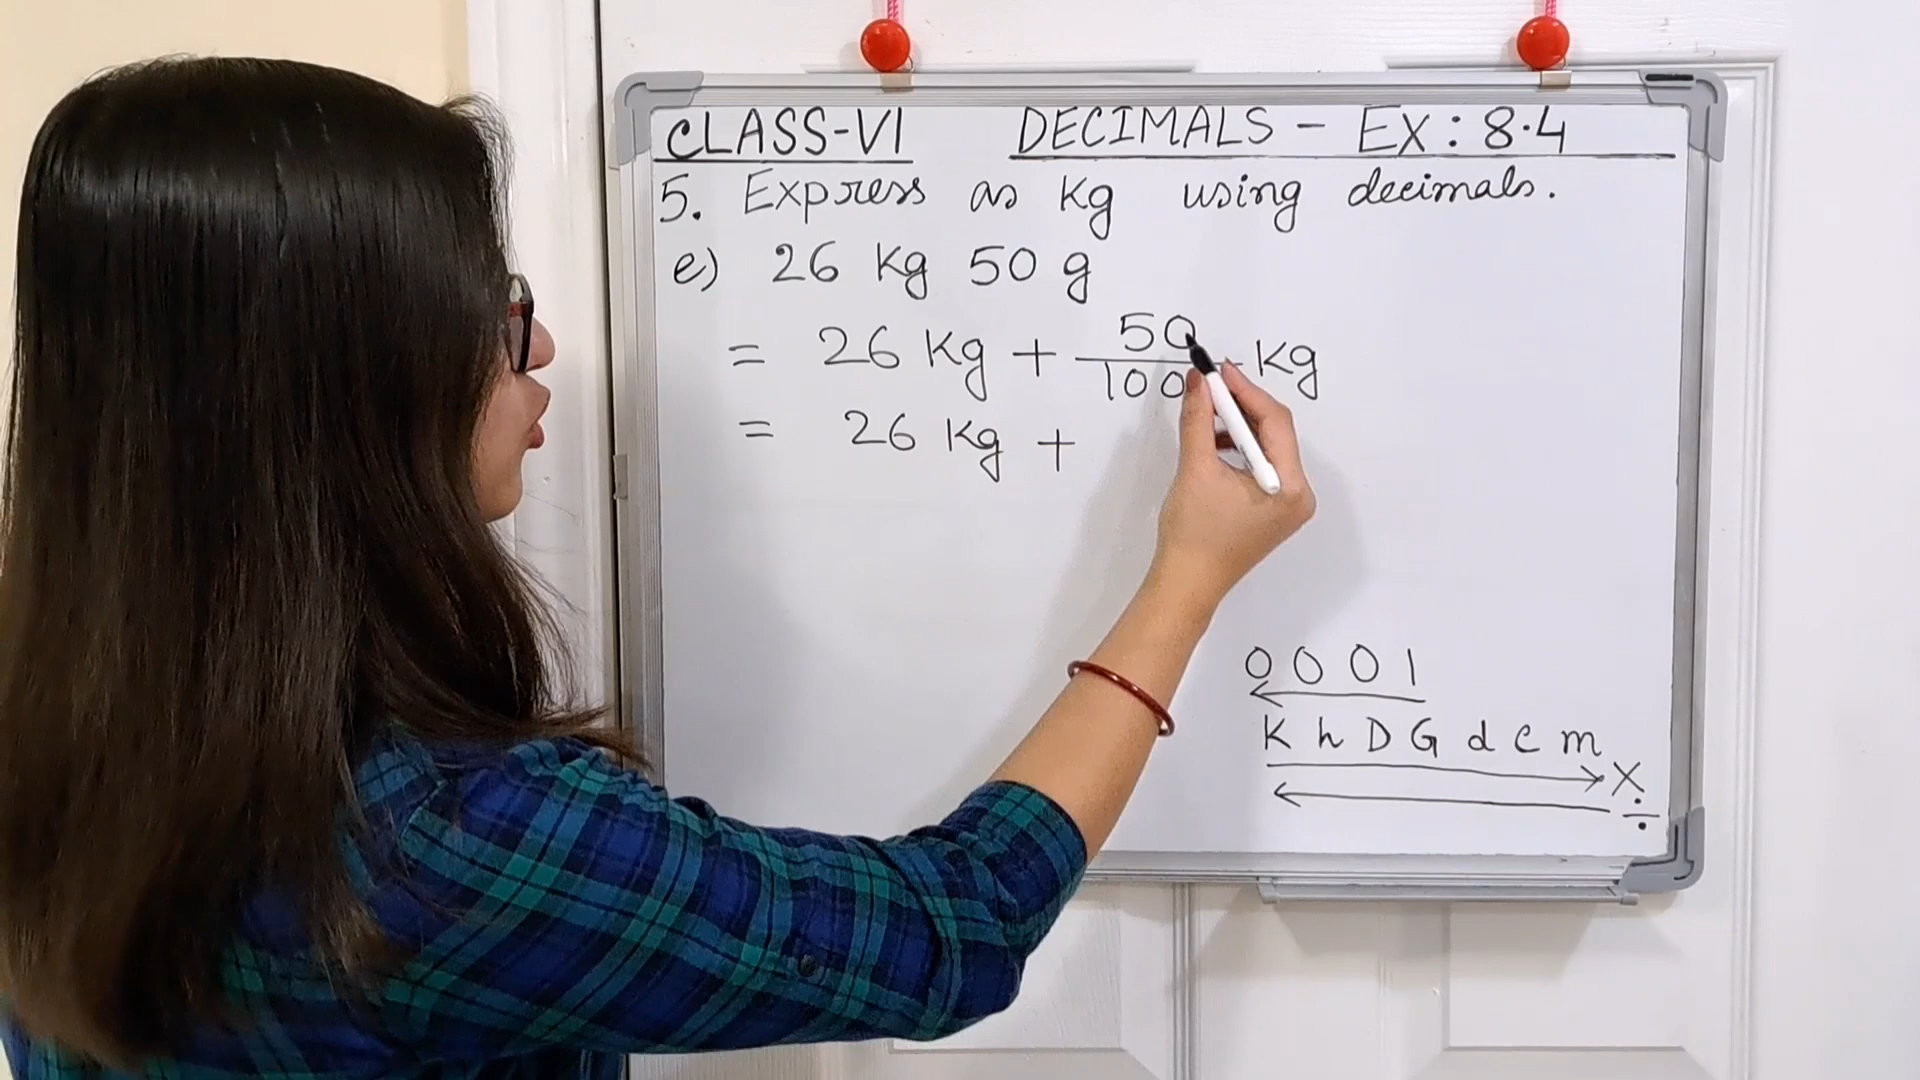 CLASS-VI DECIMALS - EX: 8.4
5. Express as Kg using decimals.
e) 26 Kg 50 g
= 26 Kg + 50/100 Kg
= 26 Kg +
0 0 0 1
K h D G d c m
×
÷